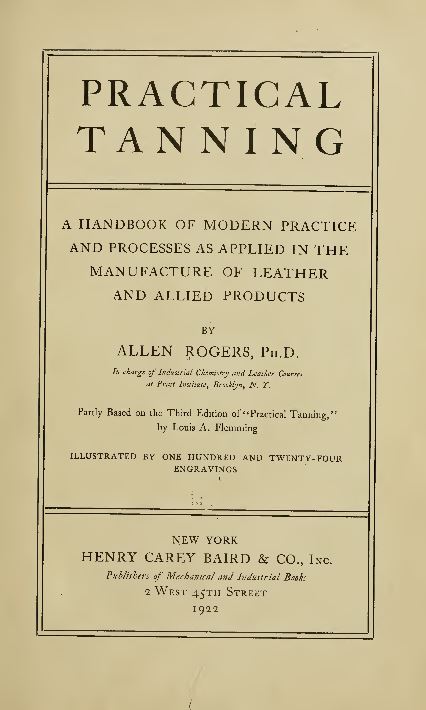 PRACTICAL
TANNING
A HANDBOOK OF MODERN PRACTICE
AND PROCESSES AS APPLIED IN THE
MANUFACTURE OF LEATHER
AND ALLIED PRODUCTS
BY
ALLEN ROGERS, Ph.D.
In charge of Industrial Chemistry and Leather Courses
at Pratt Institute, Brooklyn, N. Y.
Partly Based on the Third Edition of "Practical Tanning,"
by Louis A. Flemming
ILLUSTRATED BY ONE HUNDRED AND TWENTY-FOUR
ENGRAVINGS
NEW YORK
HENRY CAREY BAIRD & CO., Inc.
Publishers of Mechanical and Industrial Books
2 West 45th Street
1922